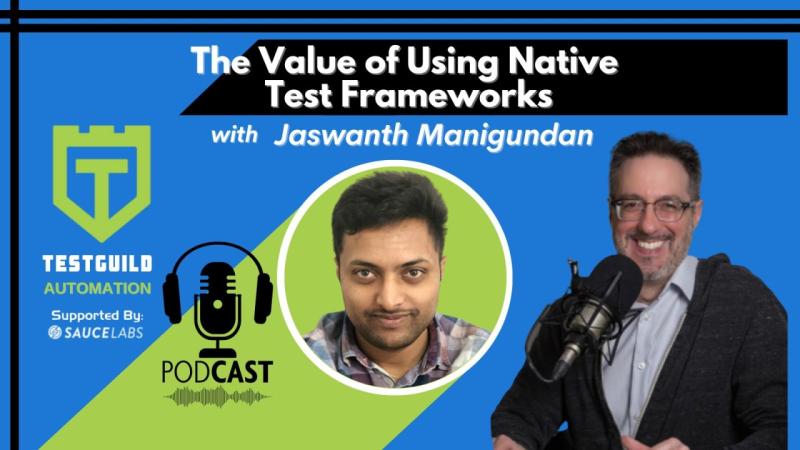 The Value of Using Native
Test Frameworks
with Jaswanth Manigundan
T
TESTGUILD
AUTOMATION
Supported By:
SAUCELABS
PODCAST